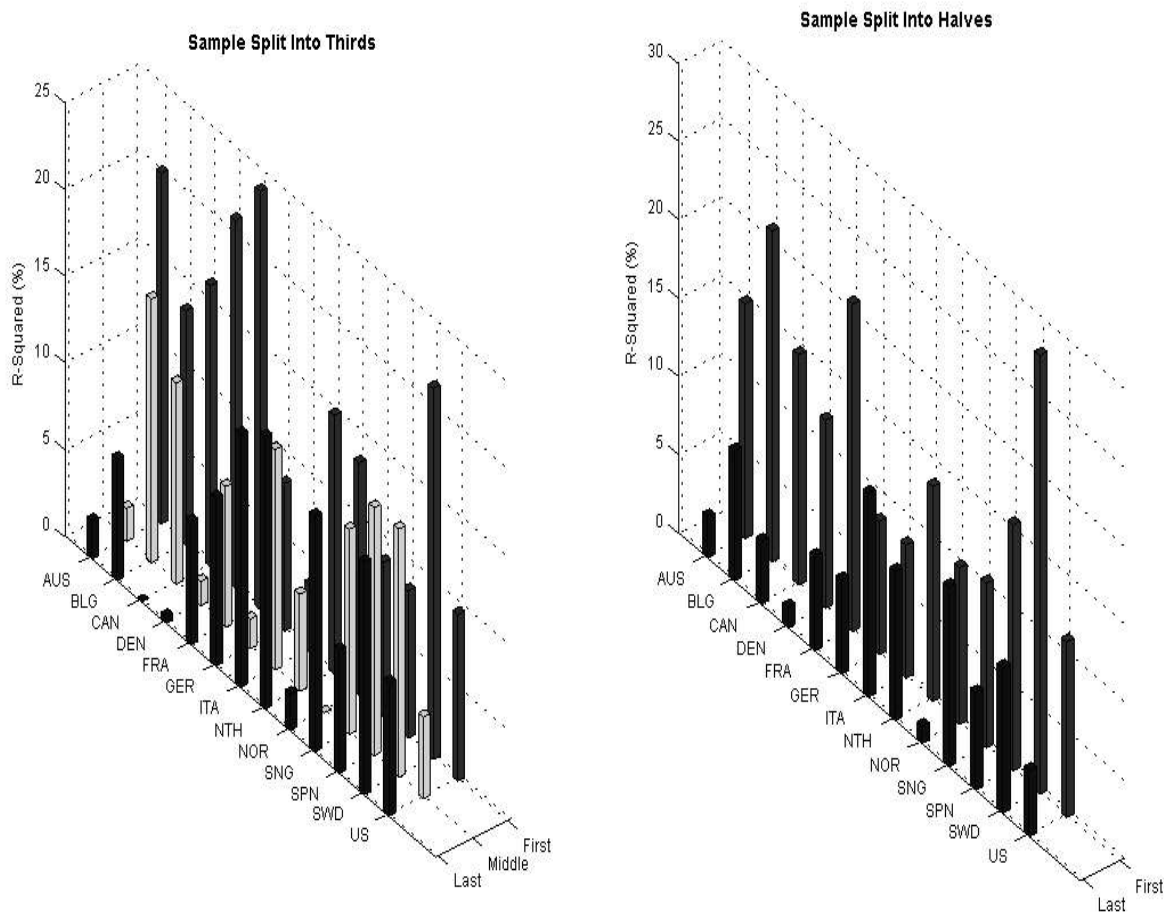 Sample Split Into Thirds
R-Squared (%)
25
20
15
10
5
0
AUS
BLG
CAN
DEN
FRA
GER
ITA
NTH
NOR
SNG
SPN
SWD
US
Last
Middle
First
Sample Split Into Halves
R-Squared (%)
30
25
20
15
10
5
0
AUS
BLG
CAN
DEN
FRA
GER
ITA
NTH
NOR
SNG
SPN
SWD
US
Last
First